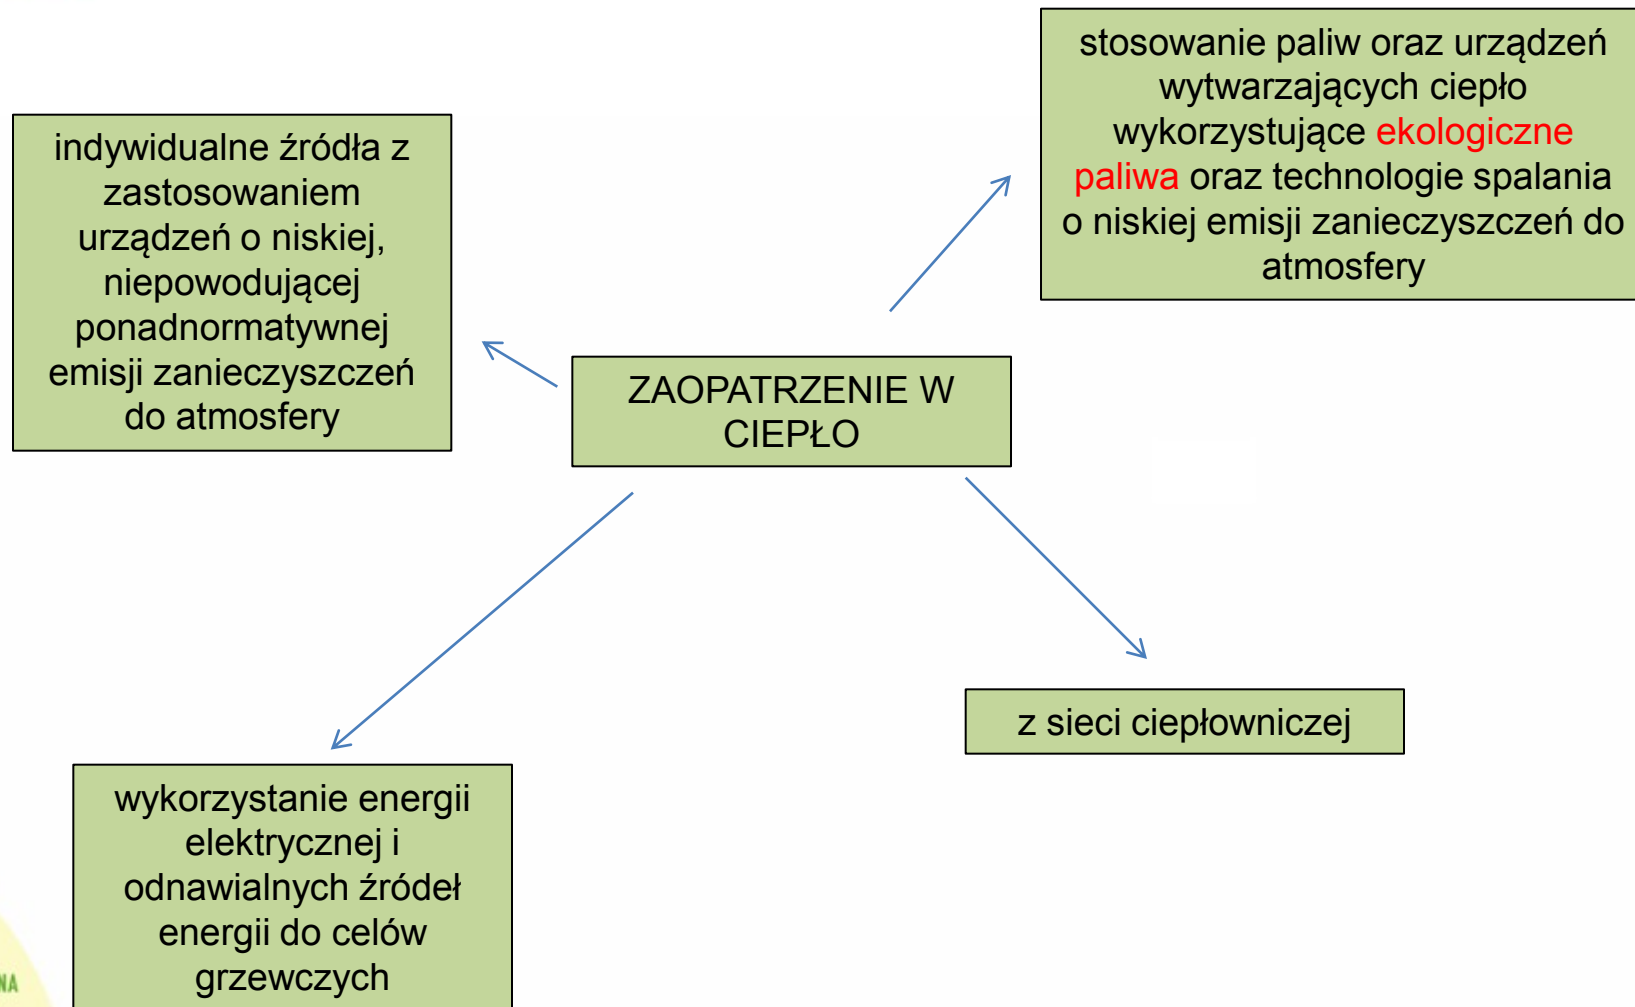 stosowanie paliw oraz urządzeń
wytwarzających ciepło
wykorzystujące ekologiczne
paliwa oraz technologie spalania
o niskiej emisji zanieczyszczeń do
atmosfery
indywidualne źródła z
zastosowaniem
urządzeń o niskiej,
niepowodującej
ponadnormatywnej
emisji zanieczyszczeń
do atmosfery
ZAOPATRZENIE W
CIEPŁO
z sieci ciepłowniczej
wykorzystanie energii
elektrycznej i
odnawialnych źródeł
energii do celów
grzewczych
NA